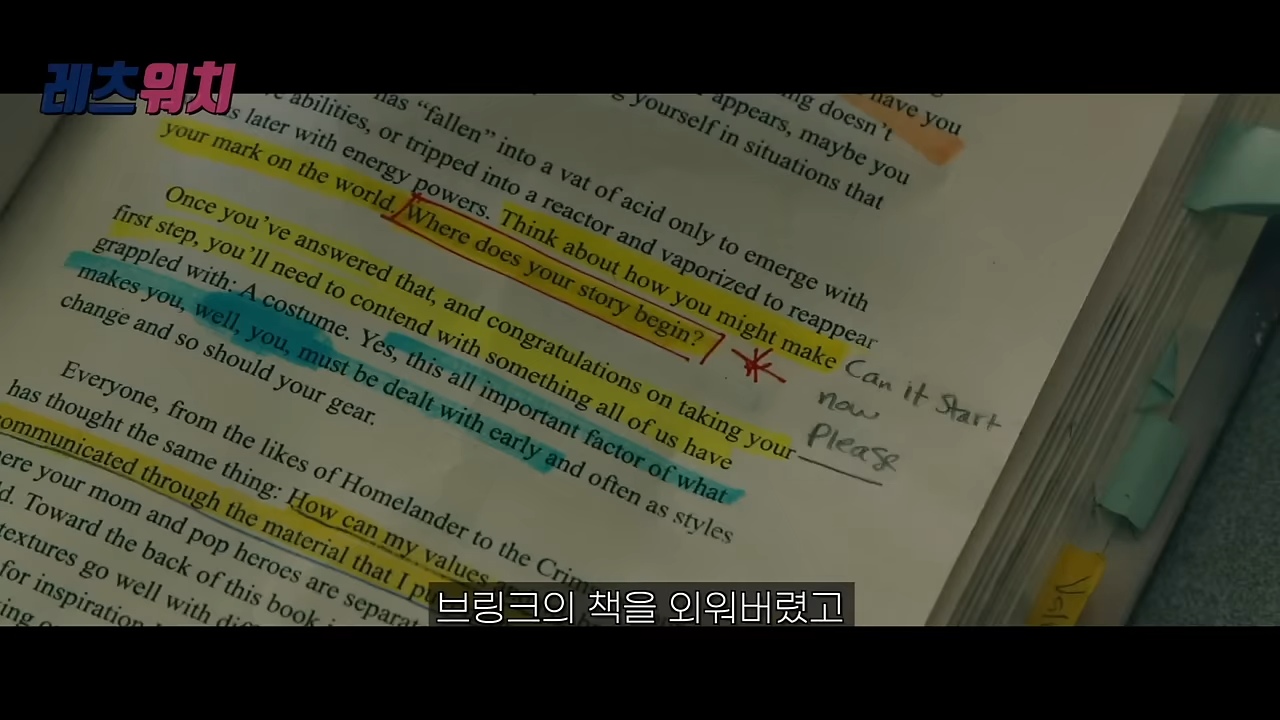 레츠워치
have you
doesn't
appears, maybe you
yourself in situations that
has “fallen” into a vat of acid only to emerge with
abilities, or tripped into a reactor and vaporized to reappear
later with energy powers. Think about how you might make
your mark on the world. Where does your story begin?
Can it Start
now
Please
Once you've answered that, and congratulations on taking your
first step, you'll need to contend with something all of us have
grappled with: A costume. Yes, this all important factor of what
makes you, well, you, must be dealt with early and often as styles
change and so should your gear.
Everyone, from the likes of Homelander to the
has thought the same thing: How can my values
ommunicated through the material that I
ere your mom and pop heroes are separat
d. Toward the back of this book
textures go well with
for inspiration
브링크의 책을 외워버렸고